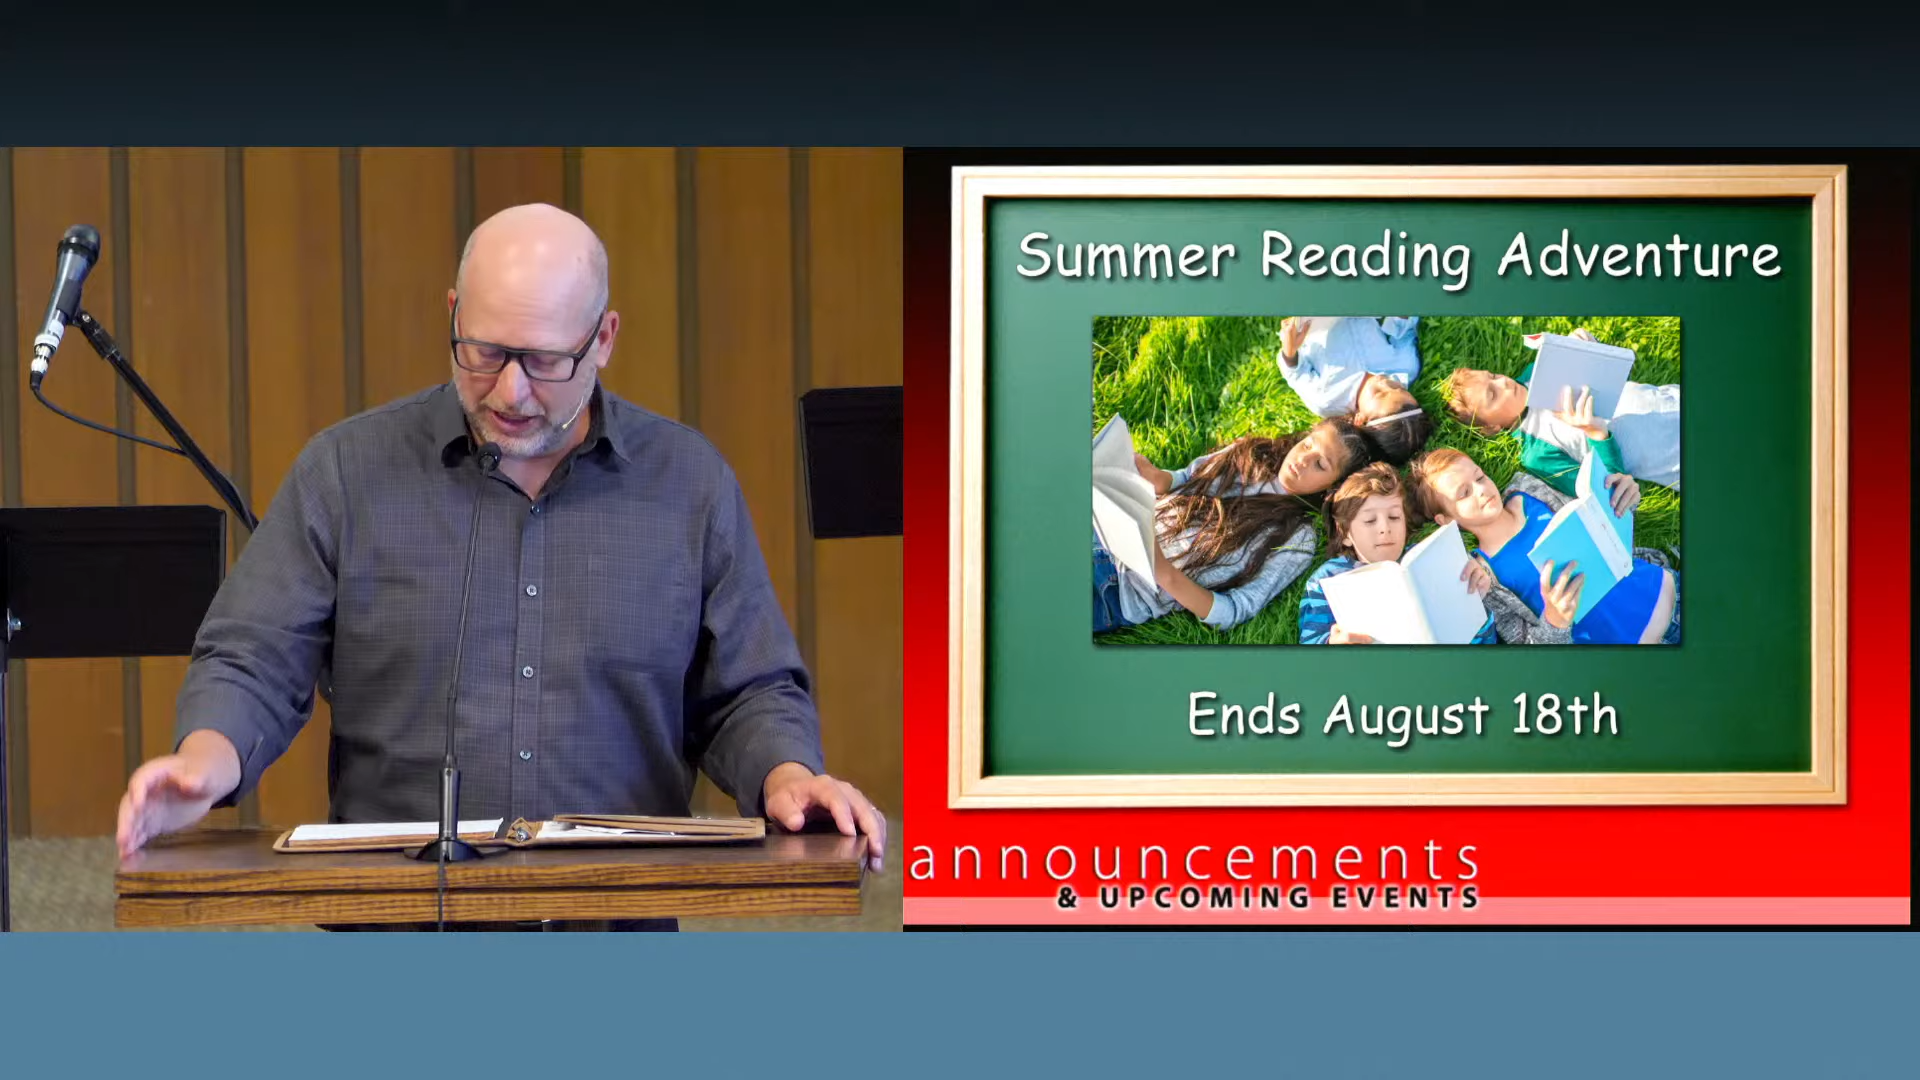 Summer Reading Adventure
Ends August 18th
announcements
& UPCOMING EVENTS